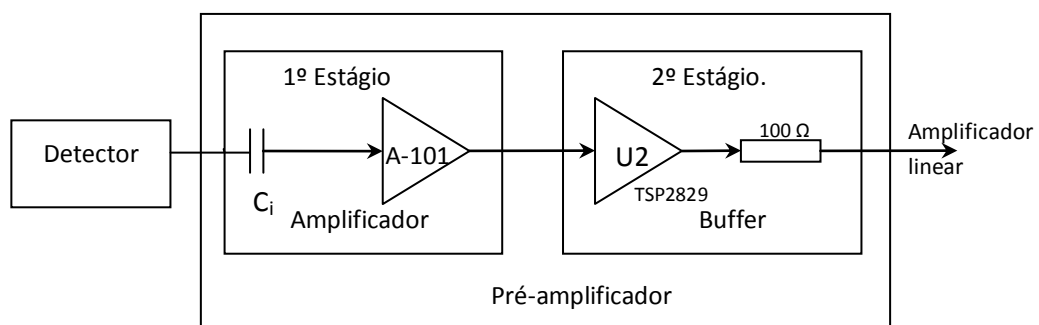 1º Estágio
2º Estágio.
Detector
Cᵢ
A-101
Amplificador
U2
TSP2829
100 Ω
Buffer
Amplificador
linear
Pré-amplificador